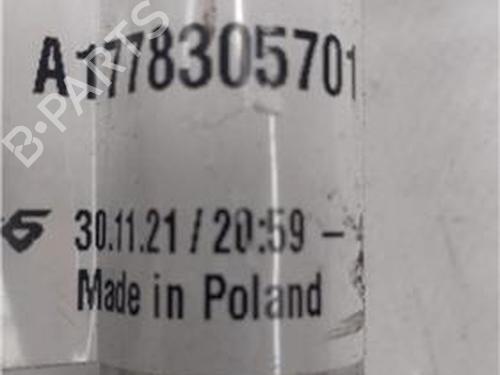 A1778305701
B-PARTS
30.11.21 / 20:59 -
Made in Poland